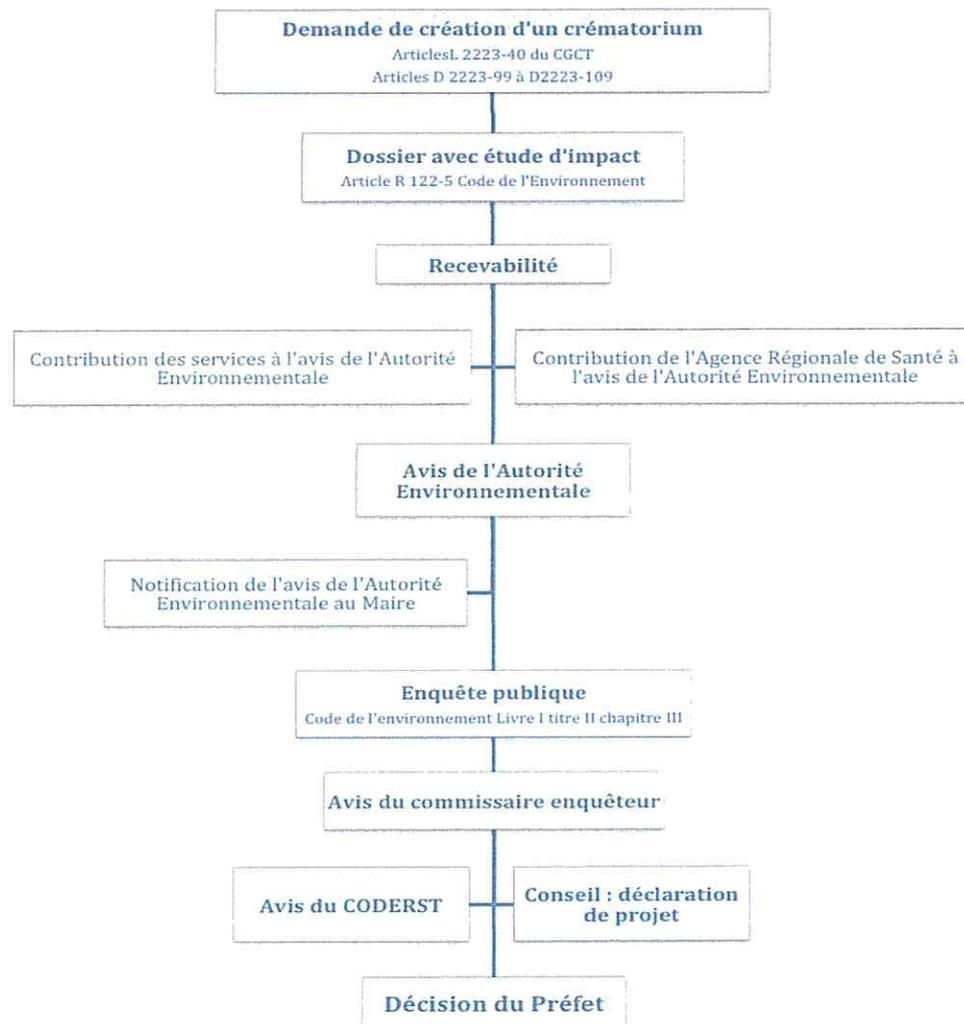 Demande de création d'un crématorium
ArticlesL 2223-40 du CGCT
Articles D 2223-99 à D2223-109
Dossier avec étude d'impact
Article R 122-5 Code de l'Environnement
Recevabilité
Contribution des services à l'avis de l'Autorité
Environnementale
Contribution de l'Agence Régionale de Santé à
l'avis de l'Autorité Environnementale
Avis de l'Autorité
Environnementale
Notification de l'avis de l'Autorité
Environnementale au Maire
Enquête publique
Code de l'environnement Livre I titre II chapitre III
Avis du commissaire enquêteur
Avis du CODERST
Conseil : déclaration
de projet
Décision du Préfet